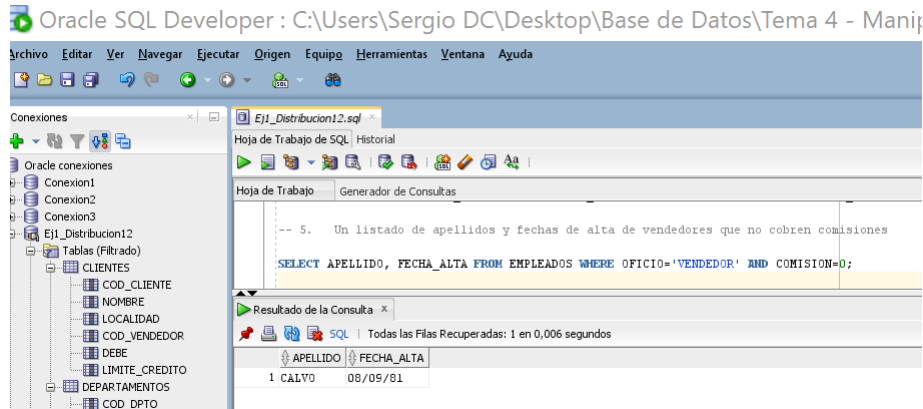 Oracle SQL Developer : C:\Users\Sergio DC\Desktop\Base de Datos\Tema 4 - Manip
Archivo Editar Ver Navegar Ejecutar Origen Equipo Herramientas Ventana Ayuda
Conexiones
Oracle conexiones
Conexion1
Conexion2
Conexion3
Ej1_Distribucion12
Tablas (Filtrado)
CLIENTES
COD_CLIENTE
NOMBRE
LOCALIDAD
COD_VENDEDOR
DEBE
LIMITE_CREDITO
DEPARTAMENTOS
COD_DPTO
Ej1_Distribucion12.sql
Hoja de Trabajo de SQL Historial
Hoja de Trabajo Generador de Consultas
-- 5. Un listado de apellidos y fechas de alta de vendedores que no cobren comisiones
SELECT APELLIDO, FECHA_ALTA FROM EMPLEADOS WHERE OFICIO='VENDEDOR' AND COMISION=0;
Resultado de la Consulta x
SQL | Todas las Filas Recuperadas: 1 en 0,006 segundos
APELLIDO FECHA_ALTA
1 CALVO 08/09/81